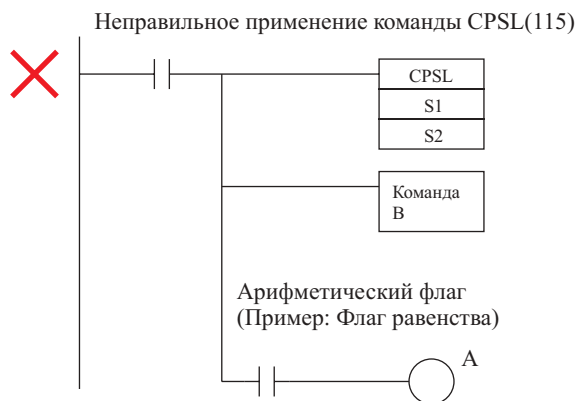 Неправильное применение команды CPSL(115)
CPSL
S1
S2
Команда
В
Арифметический флаг
(Пример: Флаг равенства)
А